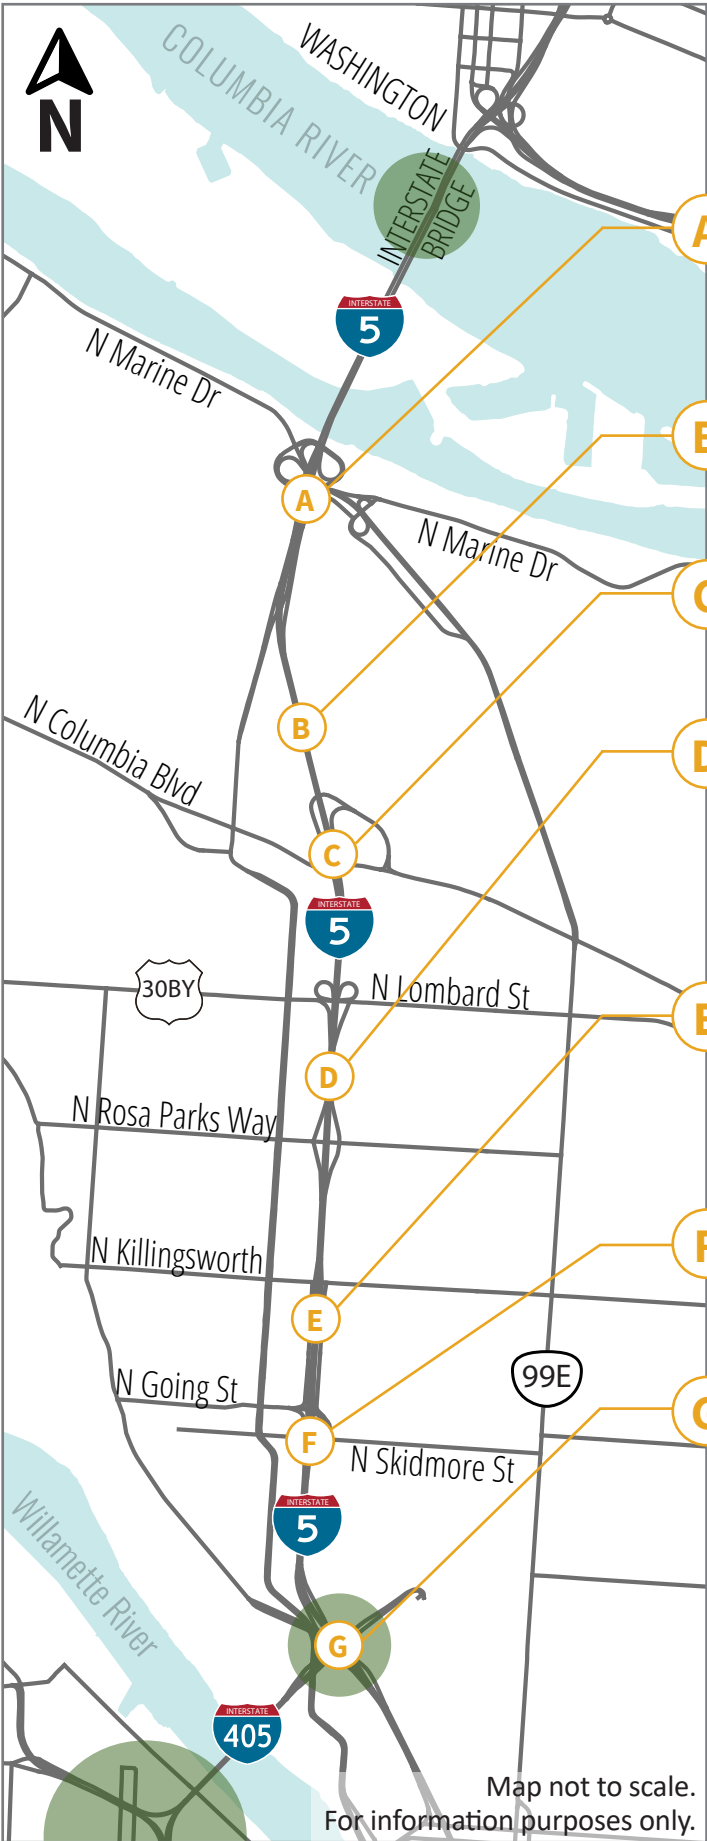 WASHINGTON
COLUMBIA RIVER
N
INTERSTATE
BRIDGE
A
INTERSTATE
5
N Marine Dr
B
A
N Marine Dr
C
N Columbia Blvd
B
D
C
INTERSTATE
5
30BY
N Lombard St
E
D
N Rosa Parks Way
N Killingsworth
F
E
99E
N Going St
G
F
N Skidmore St
INTERSTATE
5
Willamette River
G
INTERSTATE
405
Map not to scale.
For information purposes only.